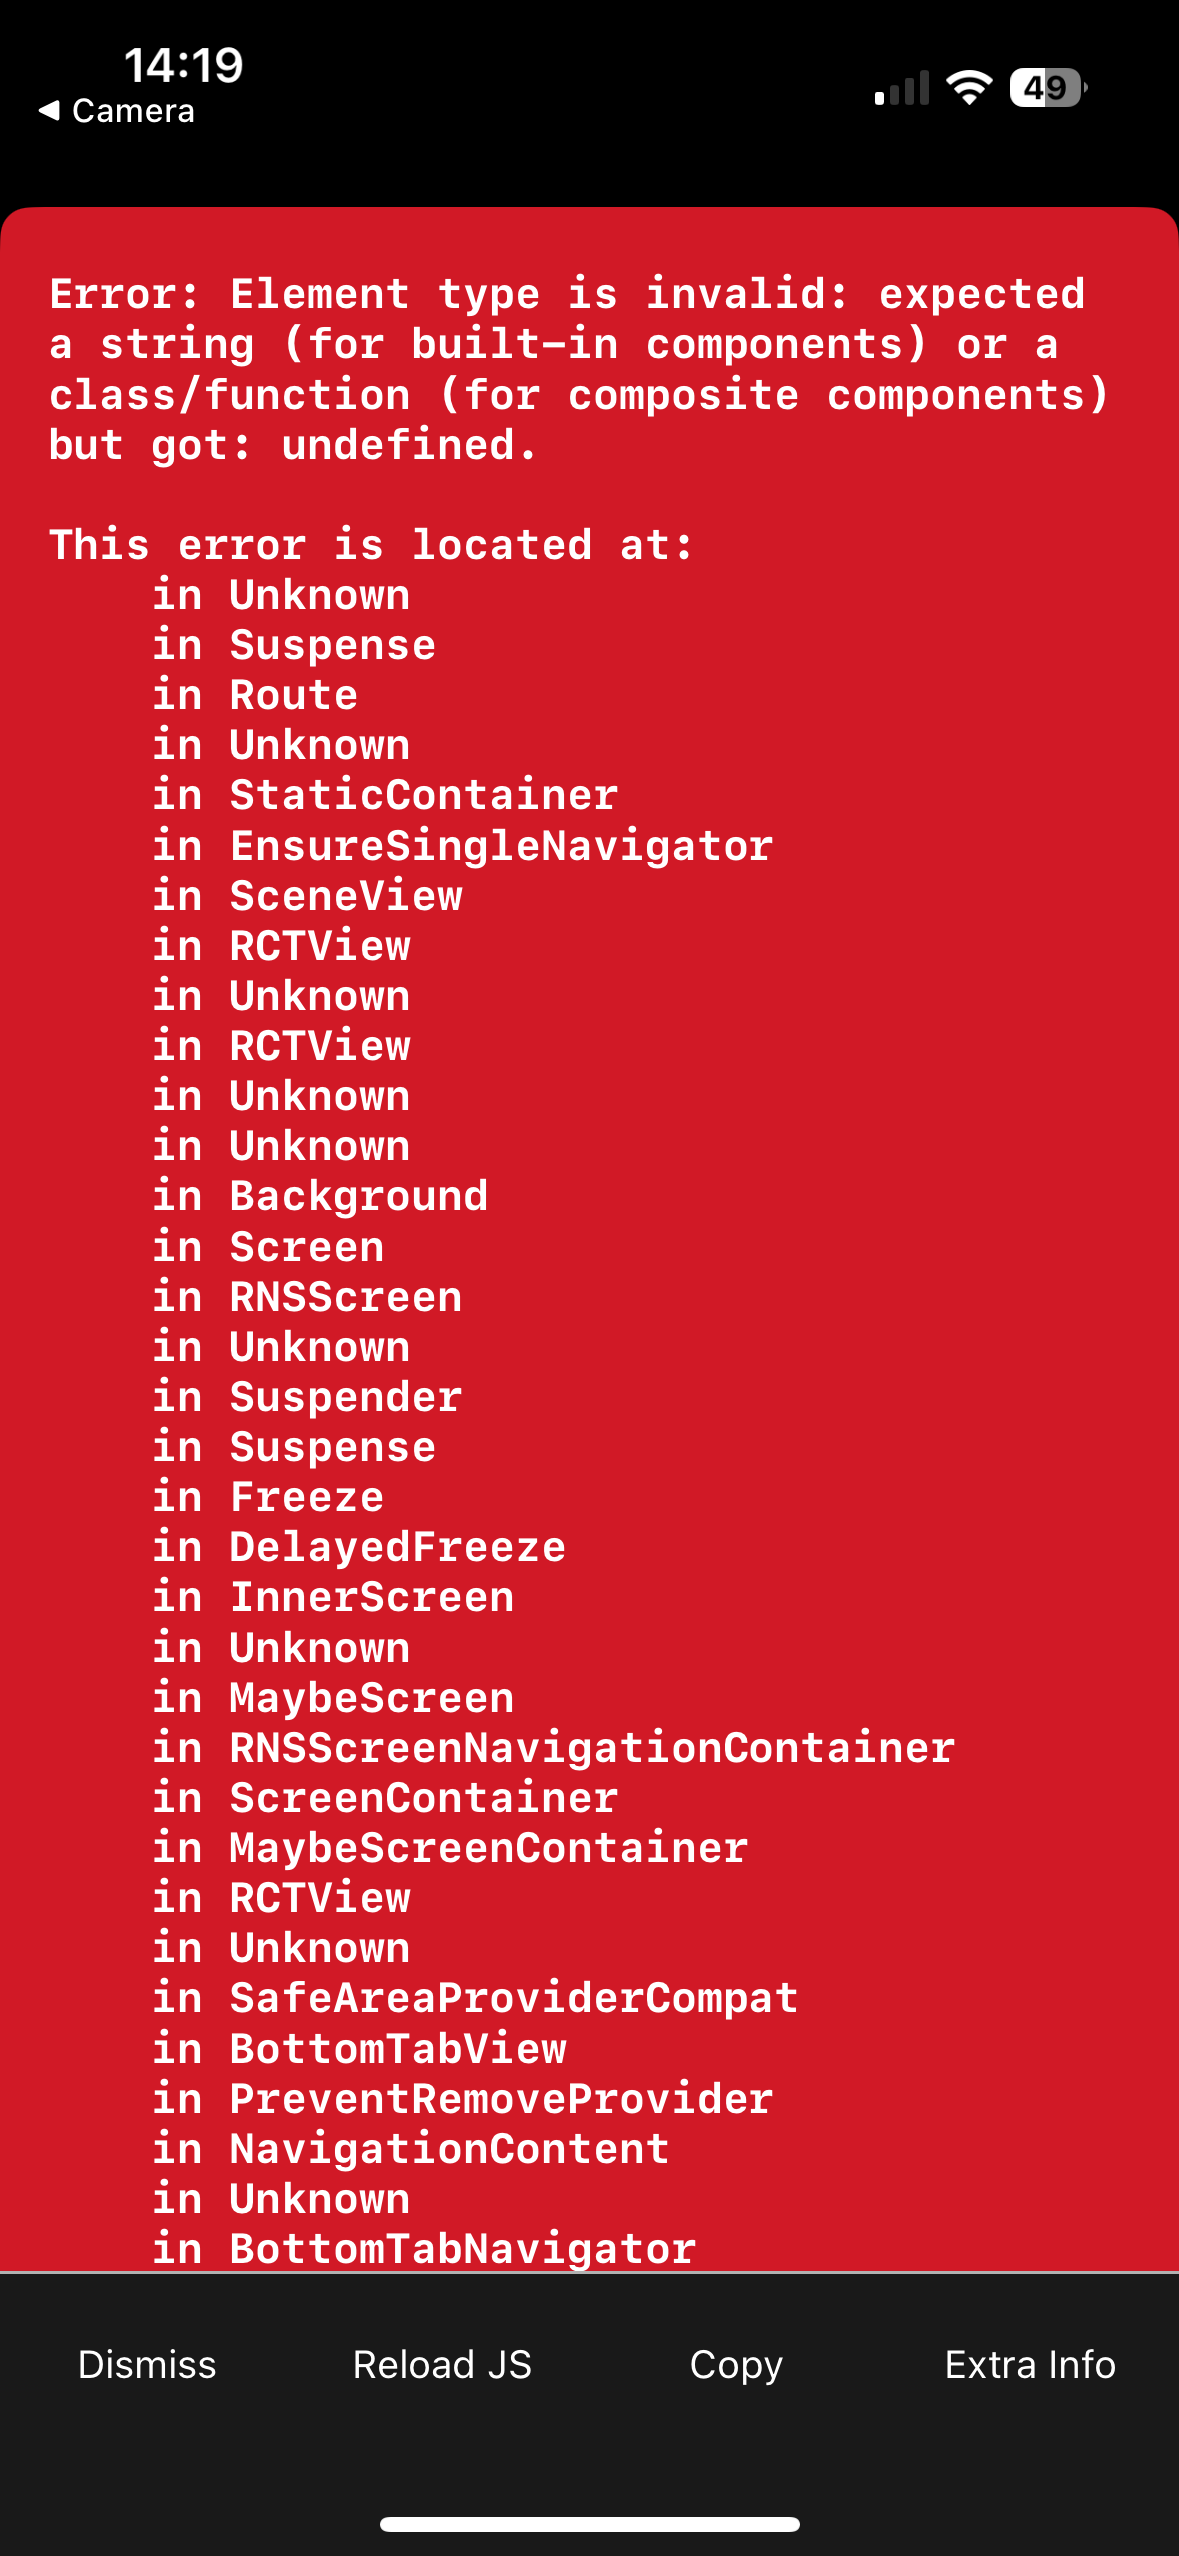 14:19
◀ Camera
49
Error: Element type is invalid: expected
a string (for built-in components) or a
class/function (for composite components)
but got: undefined.
This error is located at:
in Unknown
in Suspense
in Route
in Unknown
in StaticContainer
in EnsureSingleNavigator
in SceneView
in RCTView
in Unknown
in RCTView
in Unknown
in Unknown
in Background
in Screen
in RNSScreen
in Unknown
in Suspender
in Suspense
in Freeze
in DelayedFreeze
in InnerScreen
in Unknown
in MaybeScreen
in RNSScreenNavigationContainer
in ScreenContainer
in MaybeScreenContainer
in RCTView
in Unknown
in SafeAreaProviderCompat
in BottomTabView
in PreventRemoveProvider
in NavigationContent
in Unknown
in BottomTabNavigator
Dismiss Reload JS Copy Extra Info